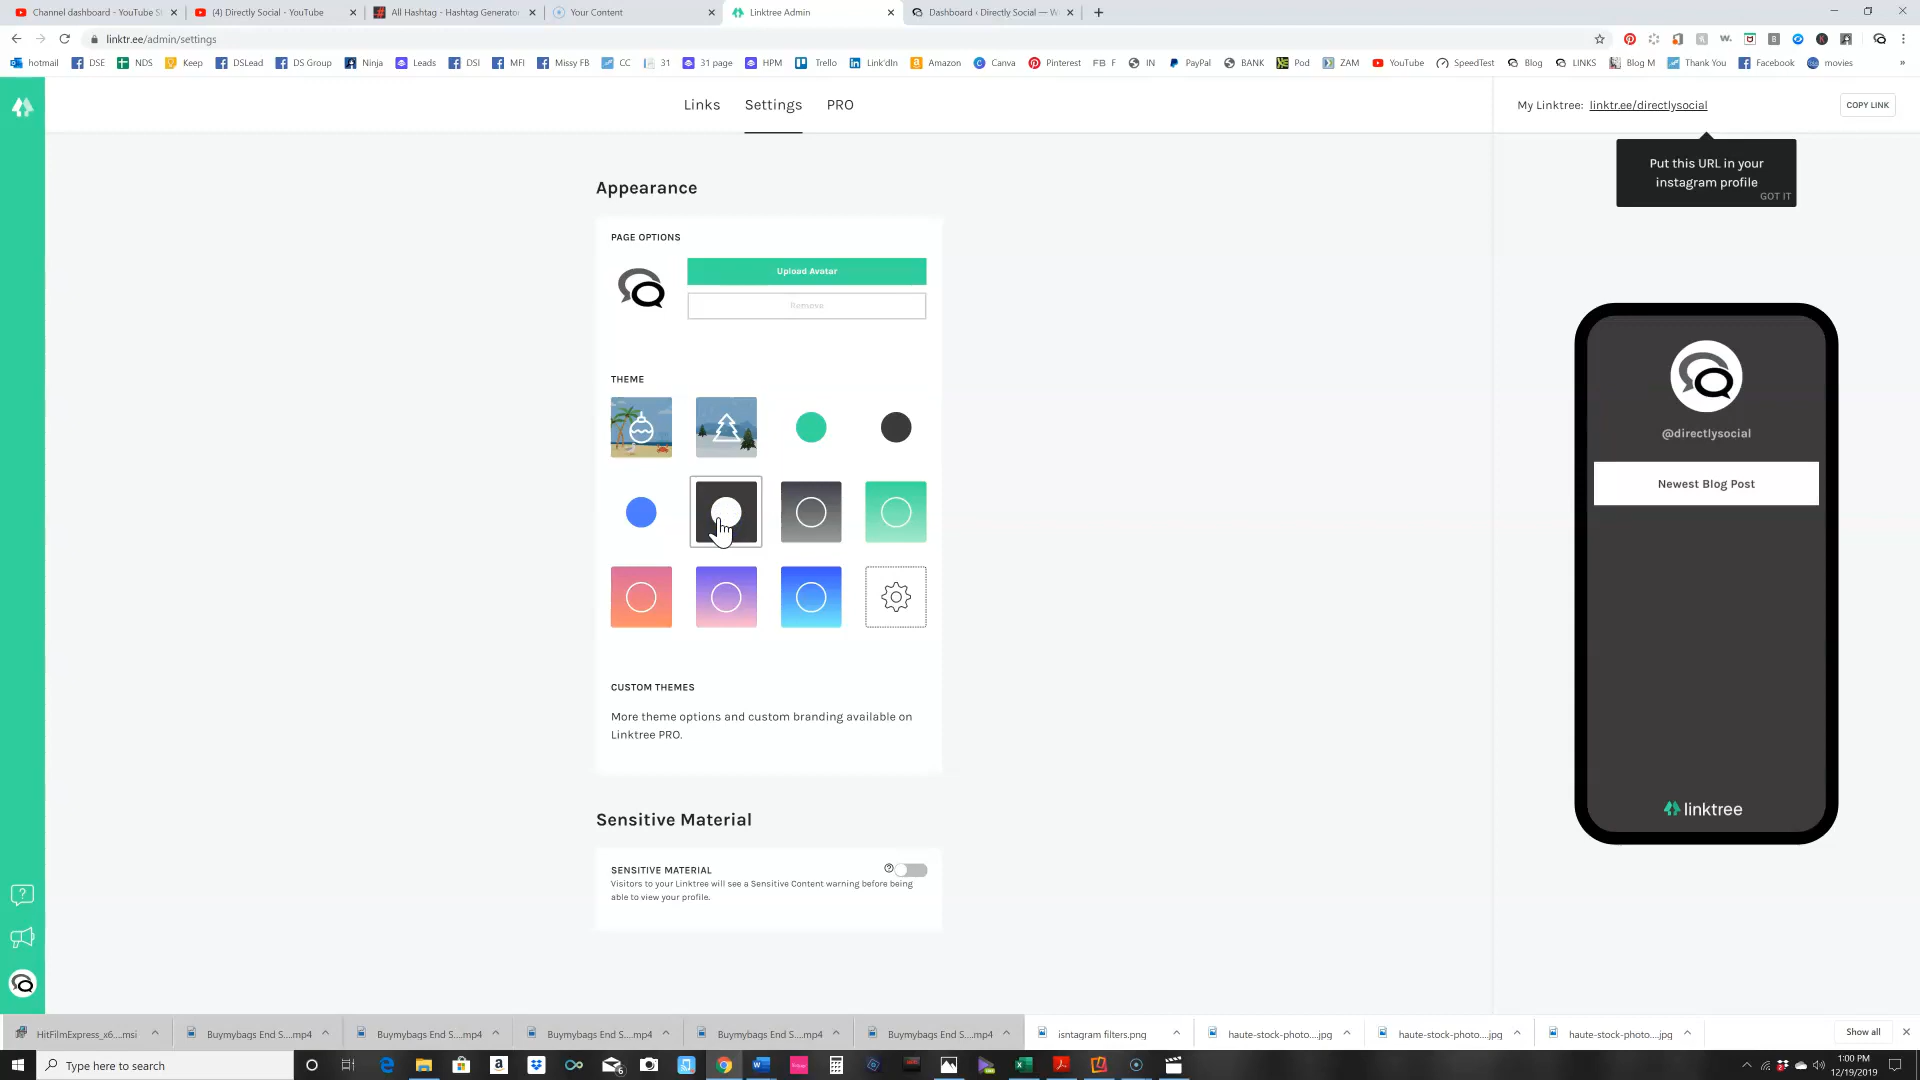 Channel dashboard - YouTube St
(4) Directly Social - YouTube
All Hashtag - Hashtag Generator
Your Content
Linktree Admin
Dashboard ‹ Directly Social — W
linktr.ee/admin/settings
hotmail
DSE
NDS
Keep
DSLead
DS Group
Ninja
Leads
DSI
MFI
Missy FB
CC
31
31 page
HPM
Trello
Link'dIn
Amazon
Canva
Pinterest
FB F
IN
PayPal
BANK
Pod
ZAM
YouTube
SpeedTest
Blog
LINKS
Blog M
Thank You
Facebook
movies
Links
Settings
PRO
My Linktree: linktr.ee/directlysocial
COPY LINK
Put this URL in your
instagram profile
GOT IT
Appearance
PAGE OPTIONS
Upload Avatar
Remove
THEME
CUSTOM THEMES
More theme options and custom branding available on
Linktree PRO.
Sensitive Material
SENSITIVE MATERIAL
Visitors to your Linktree will see a Sensitive Content warning before being
able to view your profile.
@directlysocial
Newest Blog Post
linktree
HitFilmExpress_x6....msi
Buymybags End S....mp4
Buymybags End S....mp4
Buymybags End S....mp4
Buymybags End S....mp4
Buymybags End S....mp4
isntagram filters.png
haute-stock-photo....jpg
haute-stock-photo....jpg
haute-stock-photo....jpg
Show all
Type here to search
1:00 PM
12/19/2019